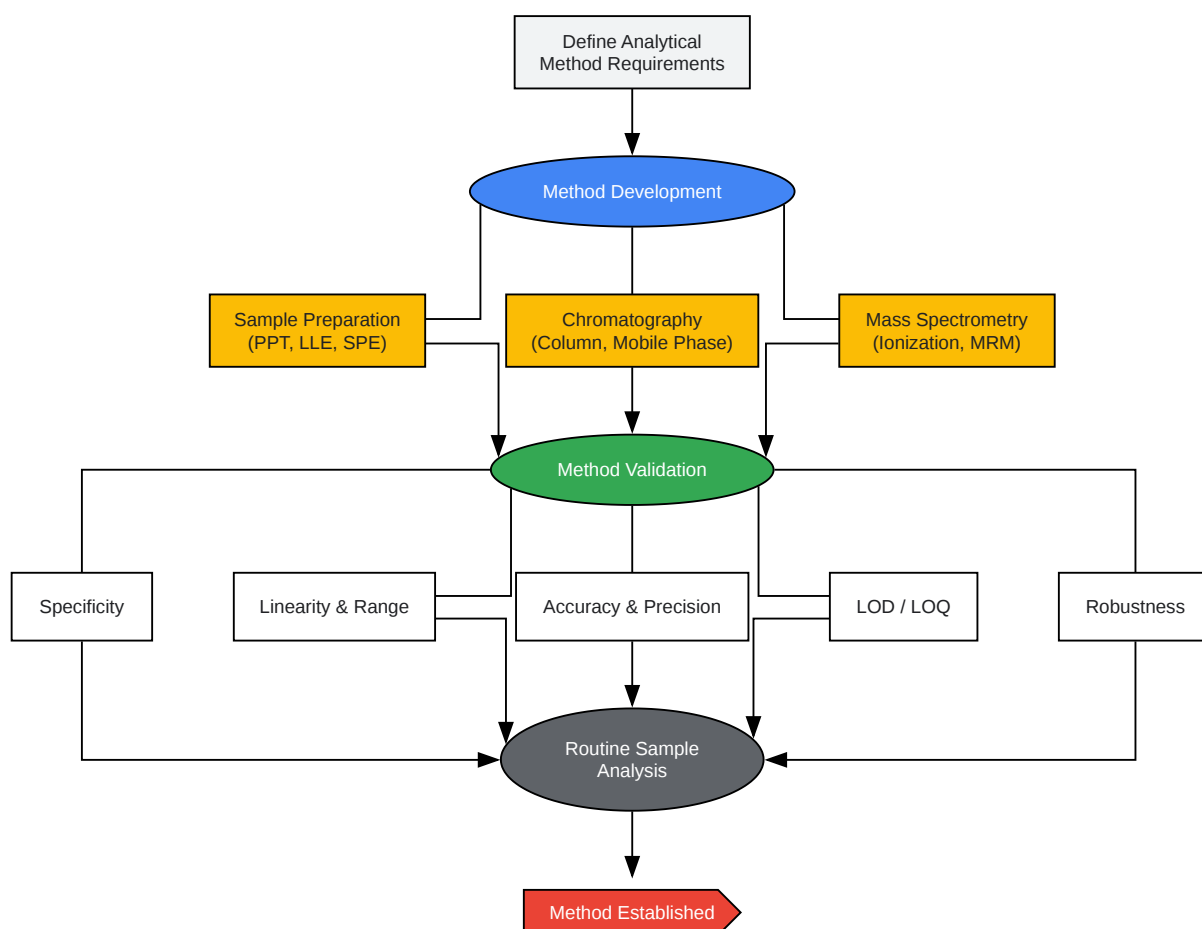 Define Analytical
Method Requirements
Method Development
Sample Preparation
(PPT, LLE, SPE)
Chromatography
(Column, Mobile Phase)
Mass Spectrometry
(Ionization, MRM)
Method Validation
Specificity
Linearity & Range
Accuracy & Precision
LOD / LOQ
Robustness
Routine Sample
Analysis
Method Established